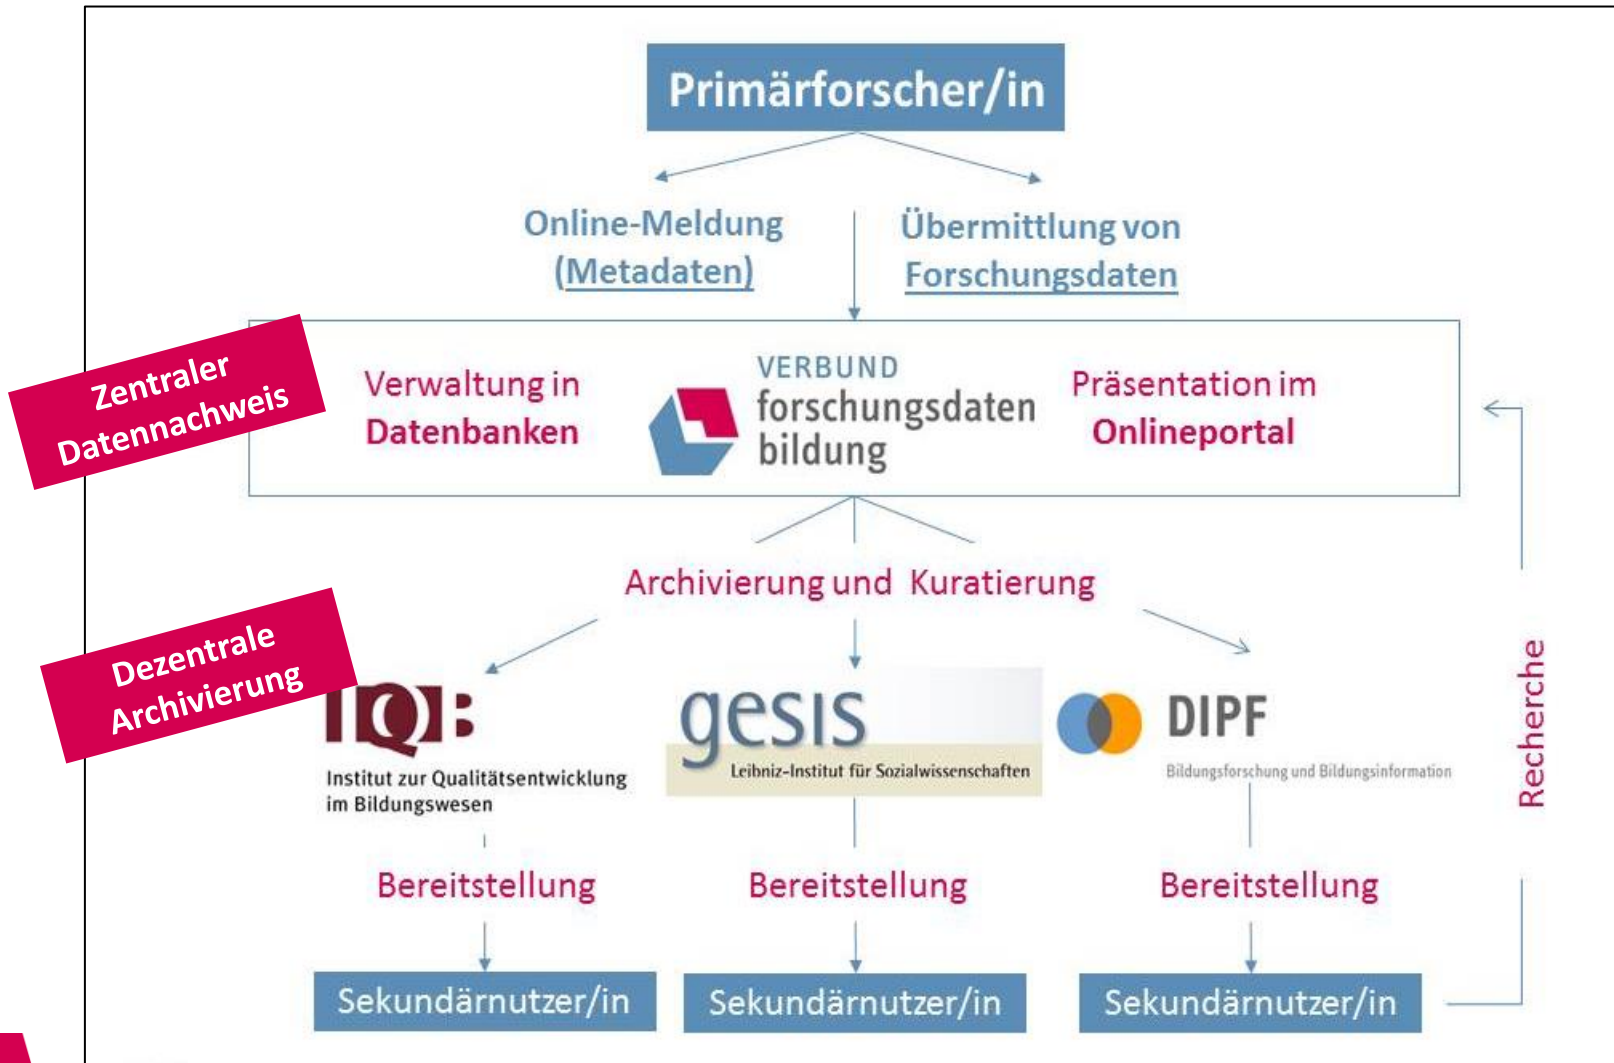 Primärforscher/in
Online-Meldung
(Metadaten)
Übermittlung von
Forschungsdaten
Zentraler
Datennachweis
Verwaltung in
Datenbanken
VERBUND
forschungsdaten
bildung
Präsentation im
Onlineportal
Archivierung und Kuratierung
Dezentrale
Archivierung
IQB
Institut zur Qualitätsentwicklung
im Bildungswesen
gesis
Leibniz-Institut für Sozialwissenschaften
DIPF
Bildungsforschung und Bildungsinformation
Recherche
Bereitstellung
Bereitstellung
Bereitstellung
Sekundärnutzer/in
Sekundärnutzer/in
Sekundärnutzer/in